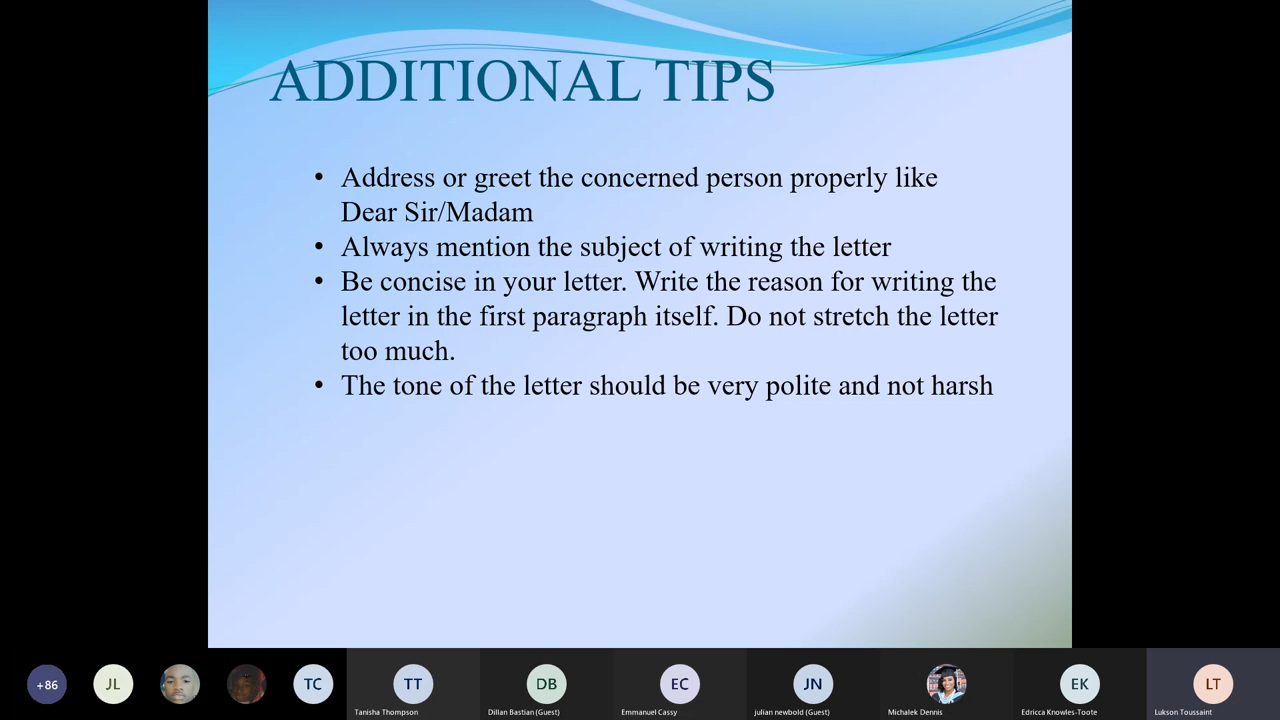 ADDITIONAL TIPS
• Address or greet the concerned person properly like
Dear Sir/Madam
• Always mention the subject of writing the letter
• Be concise in your letter. Write the reason for writing the
letter in the first paragraph itself. Do not stretch the letter
too much.
• The tone of the letter should be very polite and not harsh
+86
JL
TC
TT
DB
EC
JN
EK
LT
Tanisha Thompson
Dillan Bastian (Guest)
Emmanuel Cassy
julian newbold (Guest)
Michalek Dennis
Edricca Knowles-Toote
Lukson Toussaint